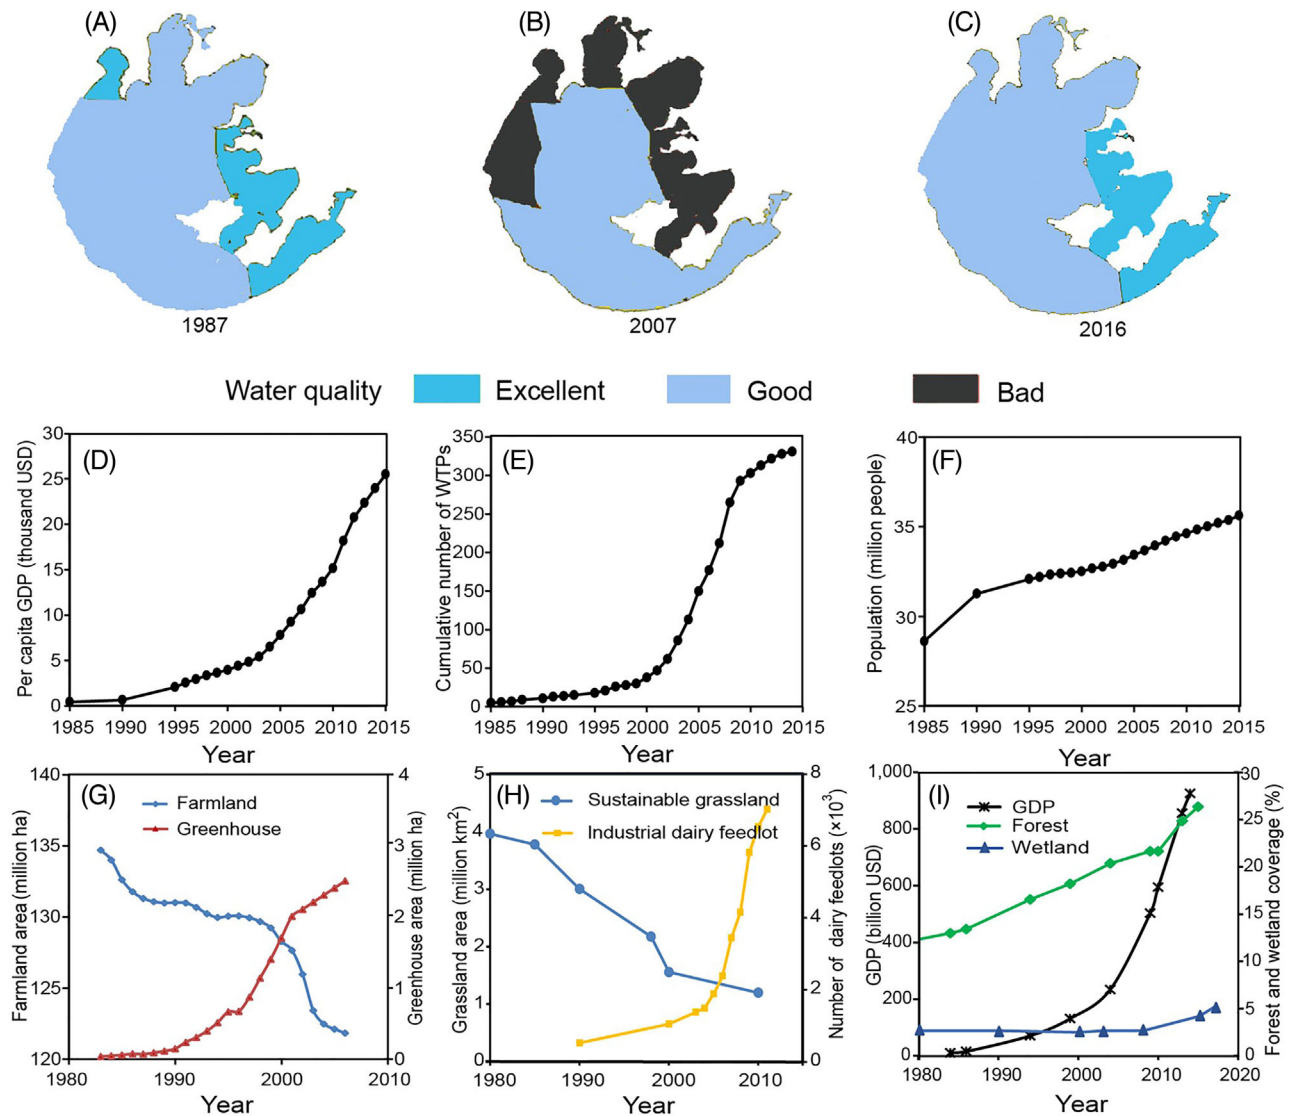 (A)
(B)
(C)
1987
2007
2016
Water quality Excellent Good Bad
(D)
Per capita GDP (thousand USD)
30
25
20
15
10
5
0
1985 1990 1995 2000 2005 2010 2015
Year
(E)
Cumulative number of WTPs
350
300
250
200
150
100
50
0
1985 1990 1995 2000 2005 2010 2015
Year
(F)
Population (million people)
40
35
30
25
1985 1990 1995 2000 2005 2010 2015
Year
(G)
Farmland
Greenhouse
Farmland area (million ha)
140
135
130
125
120
Greenhouse area (million ha)
4
3
2
1
0
1980 1990 2000 2010
Year
(H)
Sustainable grassland
Industrial dairy feedlot
Grassland area (million km²)
5
4
3
2
1
0
Number of dairy feedlots (×10³)
8
6
4
2
0
1980 1990 2000 2010
Year
(I)
GDP
Forest
Wetland
GDP (billion USD)
1,000
800
600
400
200
0
Forest and wetland coverage (%)
30
25
20
15
10
5
0
1980 1990 2000 2010 2020
Year